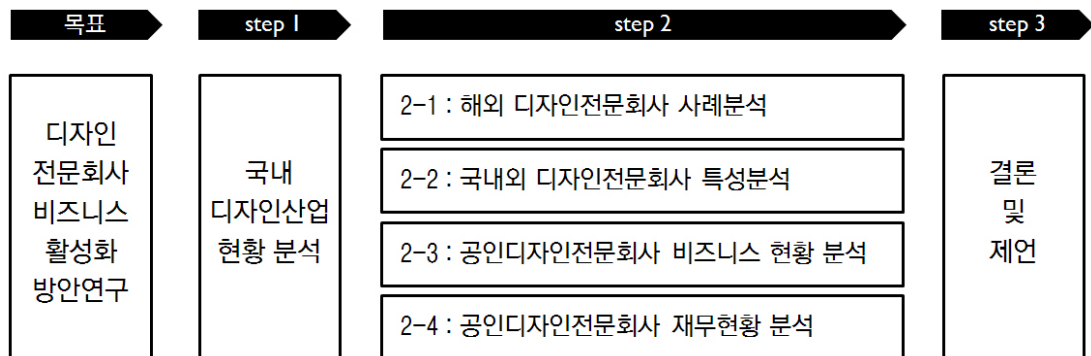 목표
step 1
step 2
step 3
디자인
전문회사
비즈니스
활성화
방안연구
국내
디자인산업
현황 분석
2-1 : 해외 디자인전문회사 사례분석
2-2 : 국내외 디자인전문회사 특성분석
2-3 : 공인디자인전문회사 비즈니스 현황 분석
2-4 : 공인디자인전문회사 재무현황 분석
결론
및
제언